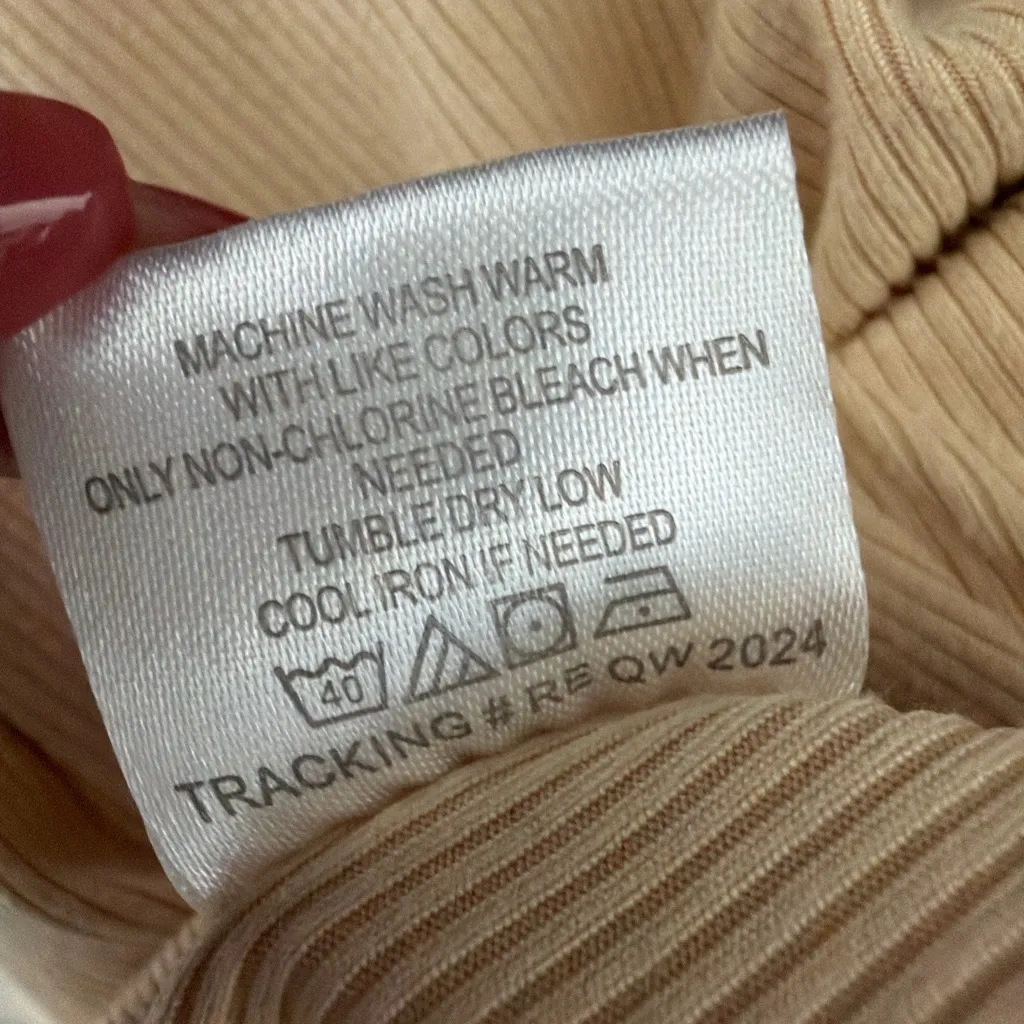 MACHINE WASH WARM
WITH LIKE COLORS
ONLY NON-CHLORINE BLEACH WHEN
NEEDED
TUMBLE DRY LOW
COOL IRON IF NEEDED
40
TRACKING # RE QW 2024